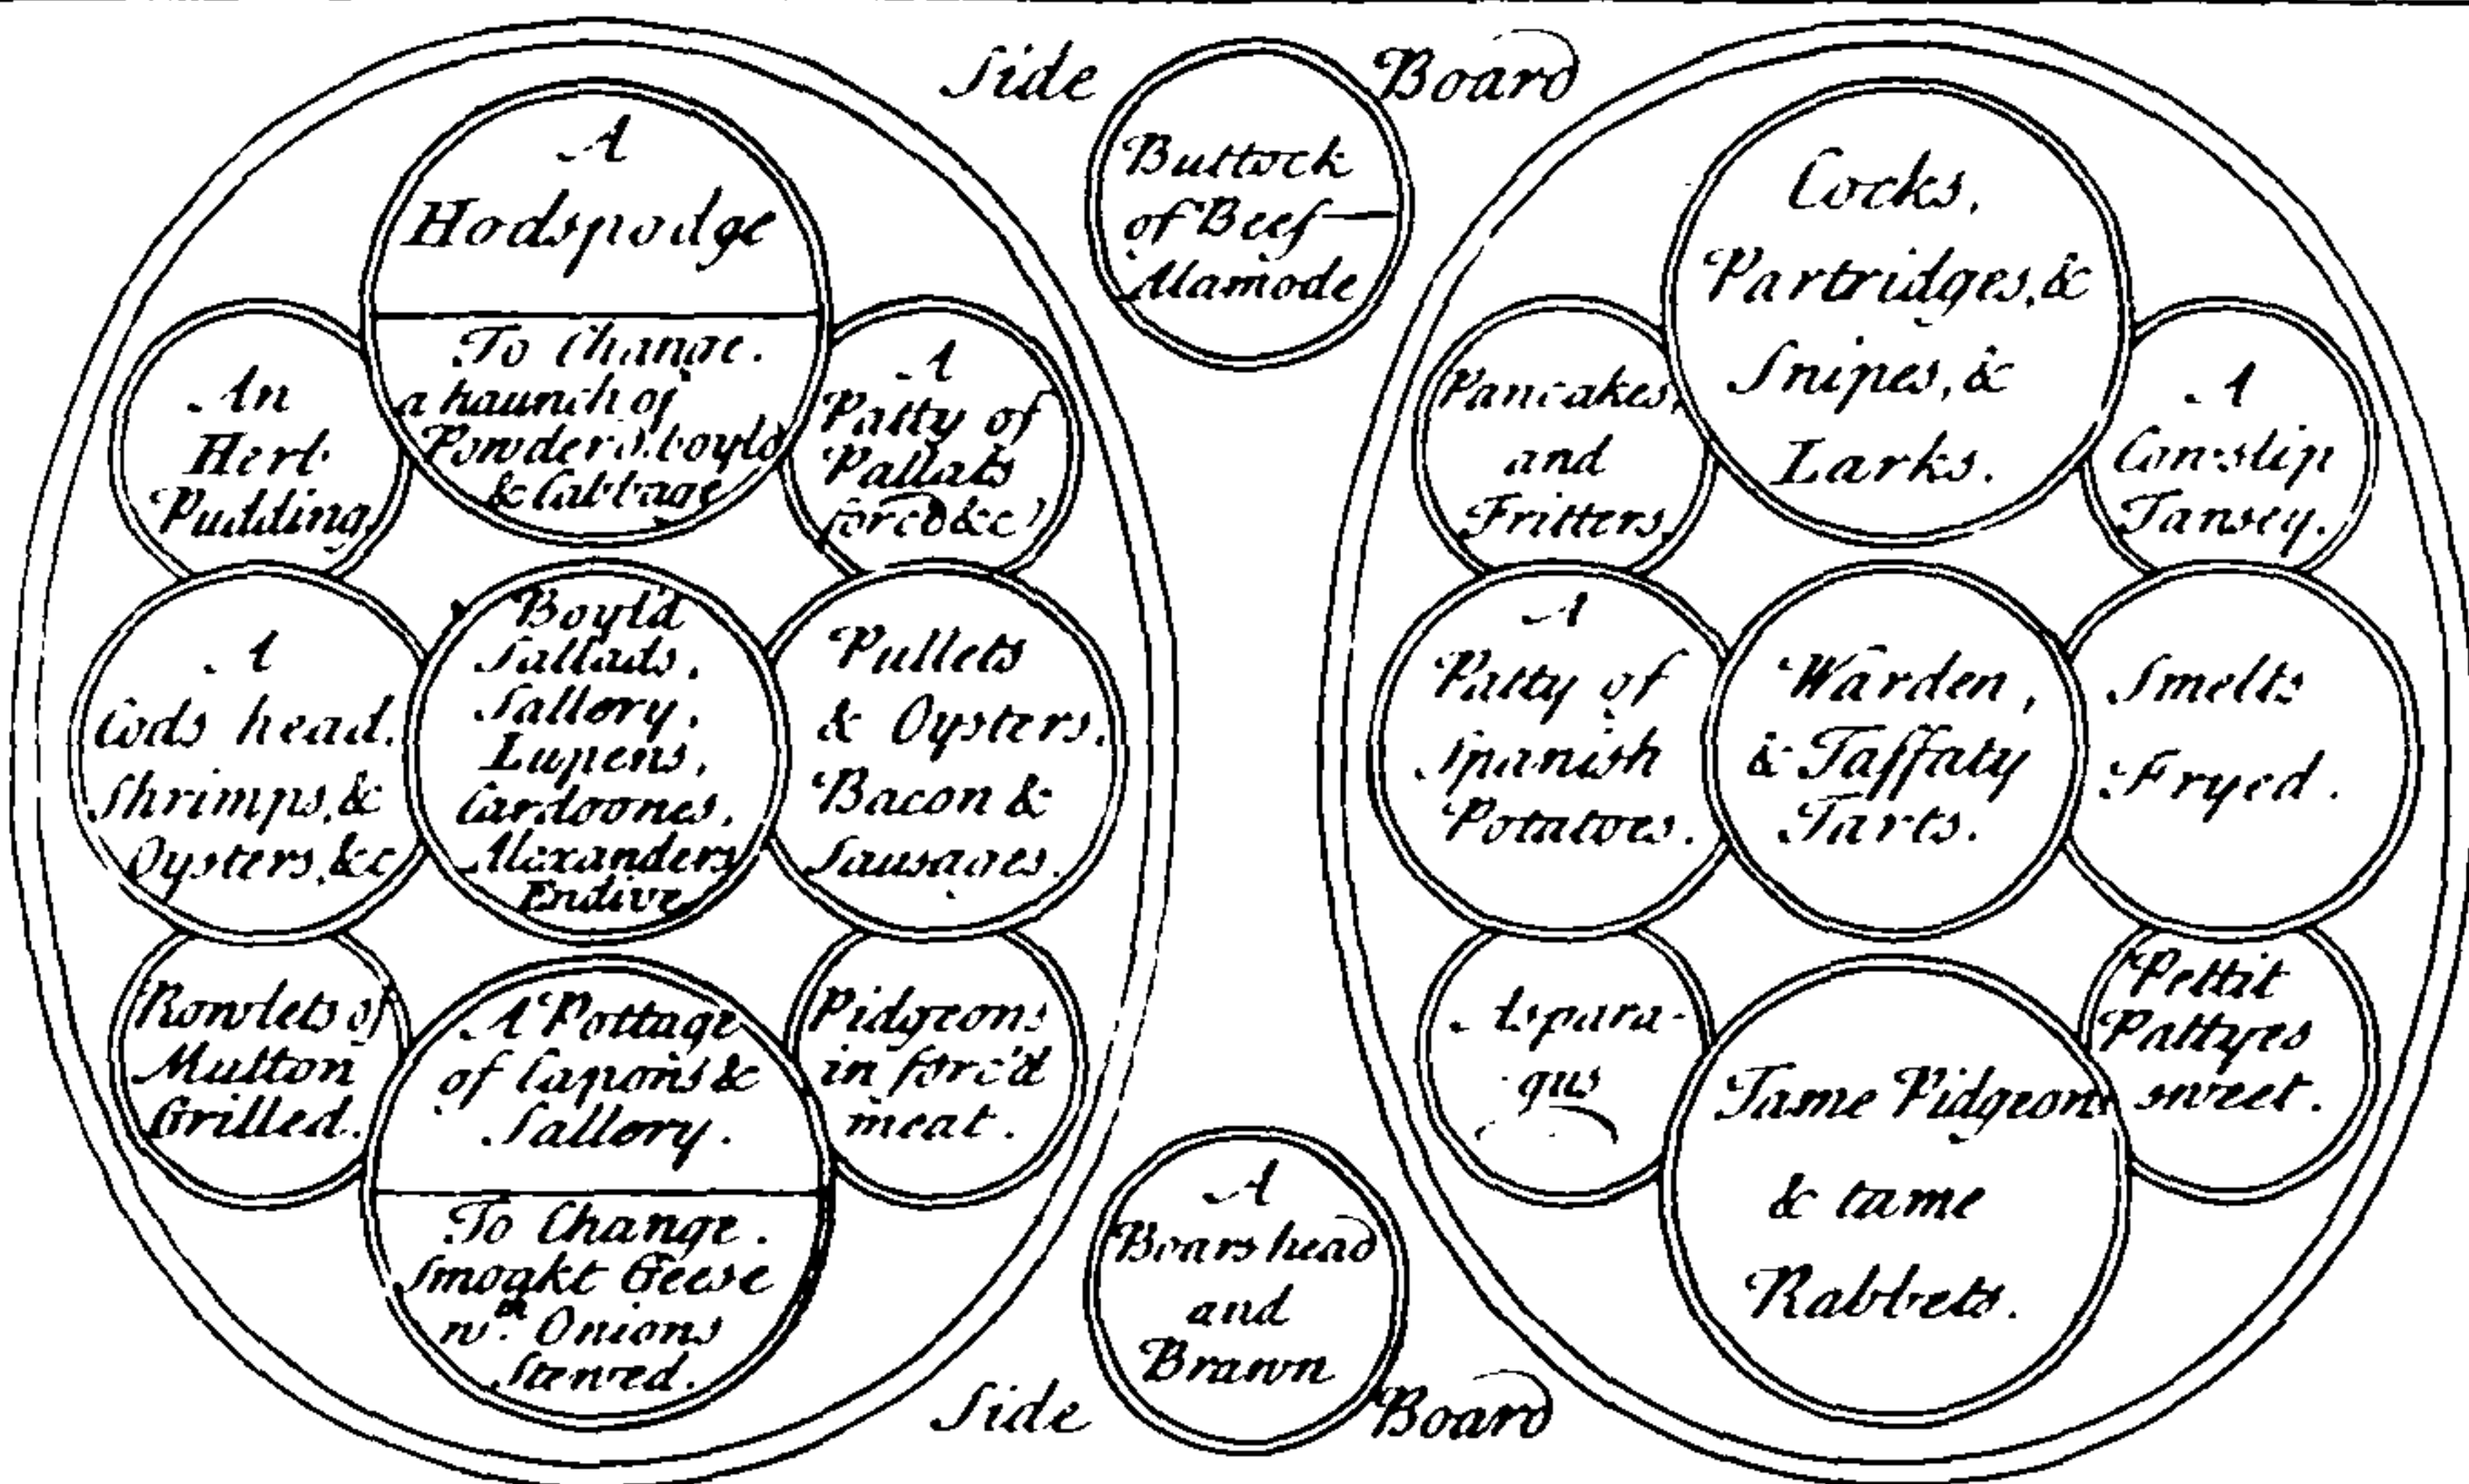 Side Board
A
Hodspodge
To Change.
a haunch of
Powder'd, boyld
& Cabbage
An
Herb
Pudding
A
Patty of
Pallats
forc'd &c
A
Cods head.
Shrimps, &
Oysters, &c
Boyl'd
Sallads,
Sallory,
Lupens,
Cardoones,
Alexanders
Endive
Pullets
& Oysters,
Bacon &
Sausages.
Rowlets of
Mutton
Grilled.
A Pottage
of Capons &
Sallory.
To Change.
Smoakt Geese
wth. Onions
Stewed.
Pidgeons
in forc'd
meat.
Buttock
of Beef
Alamode
A
Boars head
and
Brawn
Side Board
Cocks,
Partridges, &
Snipes, &
Larks.
Pancakes,
and
Fritters
A
Cowslip
Tansey.
A
Patty of
Spanish
Potatoes.
Warden,
& Taffaty
Tarts.
Smelts
Fryed.
Aspara-
gus
Tame Pidgeons
& tame
Rabbets.
Pettit
Pattyes
sweet.